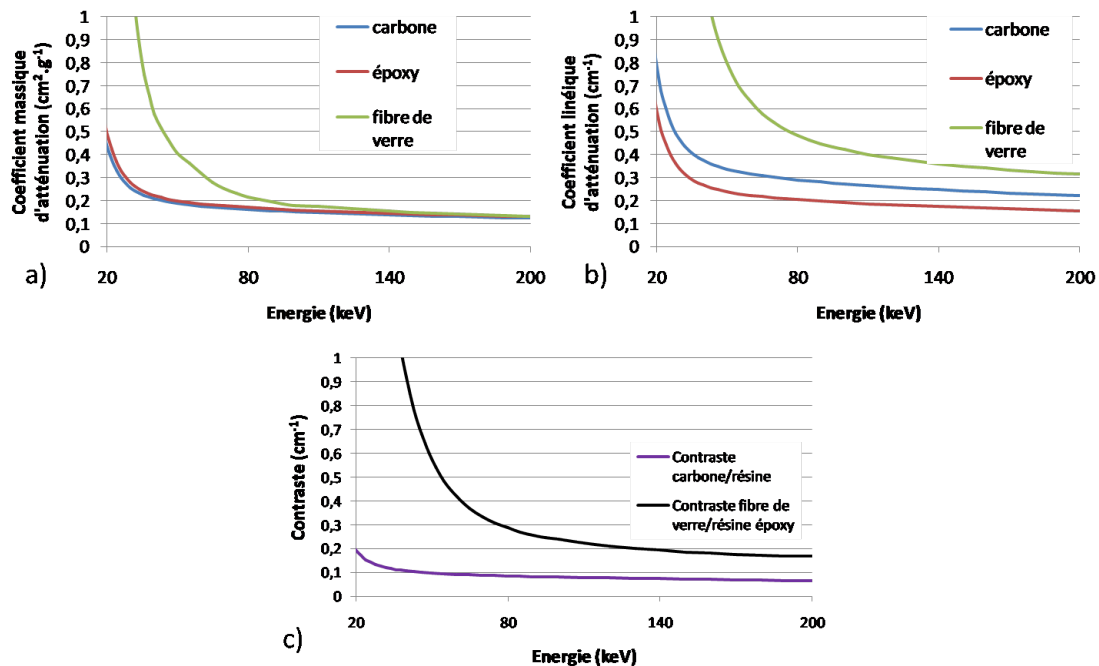 Coefficient massique
d'atténuation (cm²·g⁻¹)
1
0,9
0,8
0,7
0,6
0,5
0,4
0,3
0,2
0,1
0
20
80
140
200
Energie (keV)
carbone
époxy
fibre de
verre
a)
Coefficient linéique
d'atténuation (cm⁻¹)
1
0,9
0,8
0,7
0,6
0,5
0,4
0,3
0,2
0,1
0
20
80
140
200
Energie (keV)
carbone
époxy
fibre de
verre
b)
Contraste (cm⁻¹)
1
0,9
0,8
0,7
0,6
0,5
0,4
0,3
0,2
0,1
0
20
80
140
200
Energie (keV)
Contraste
carbone/résine
Contraste fibre de
verre/résine époxy
c)